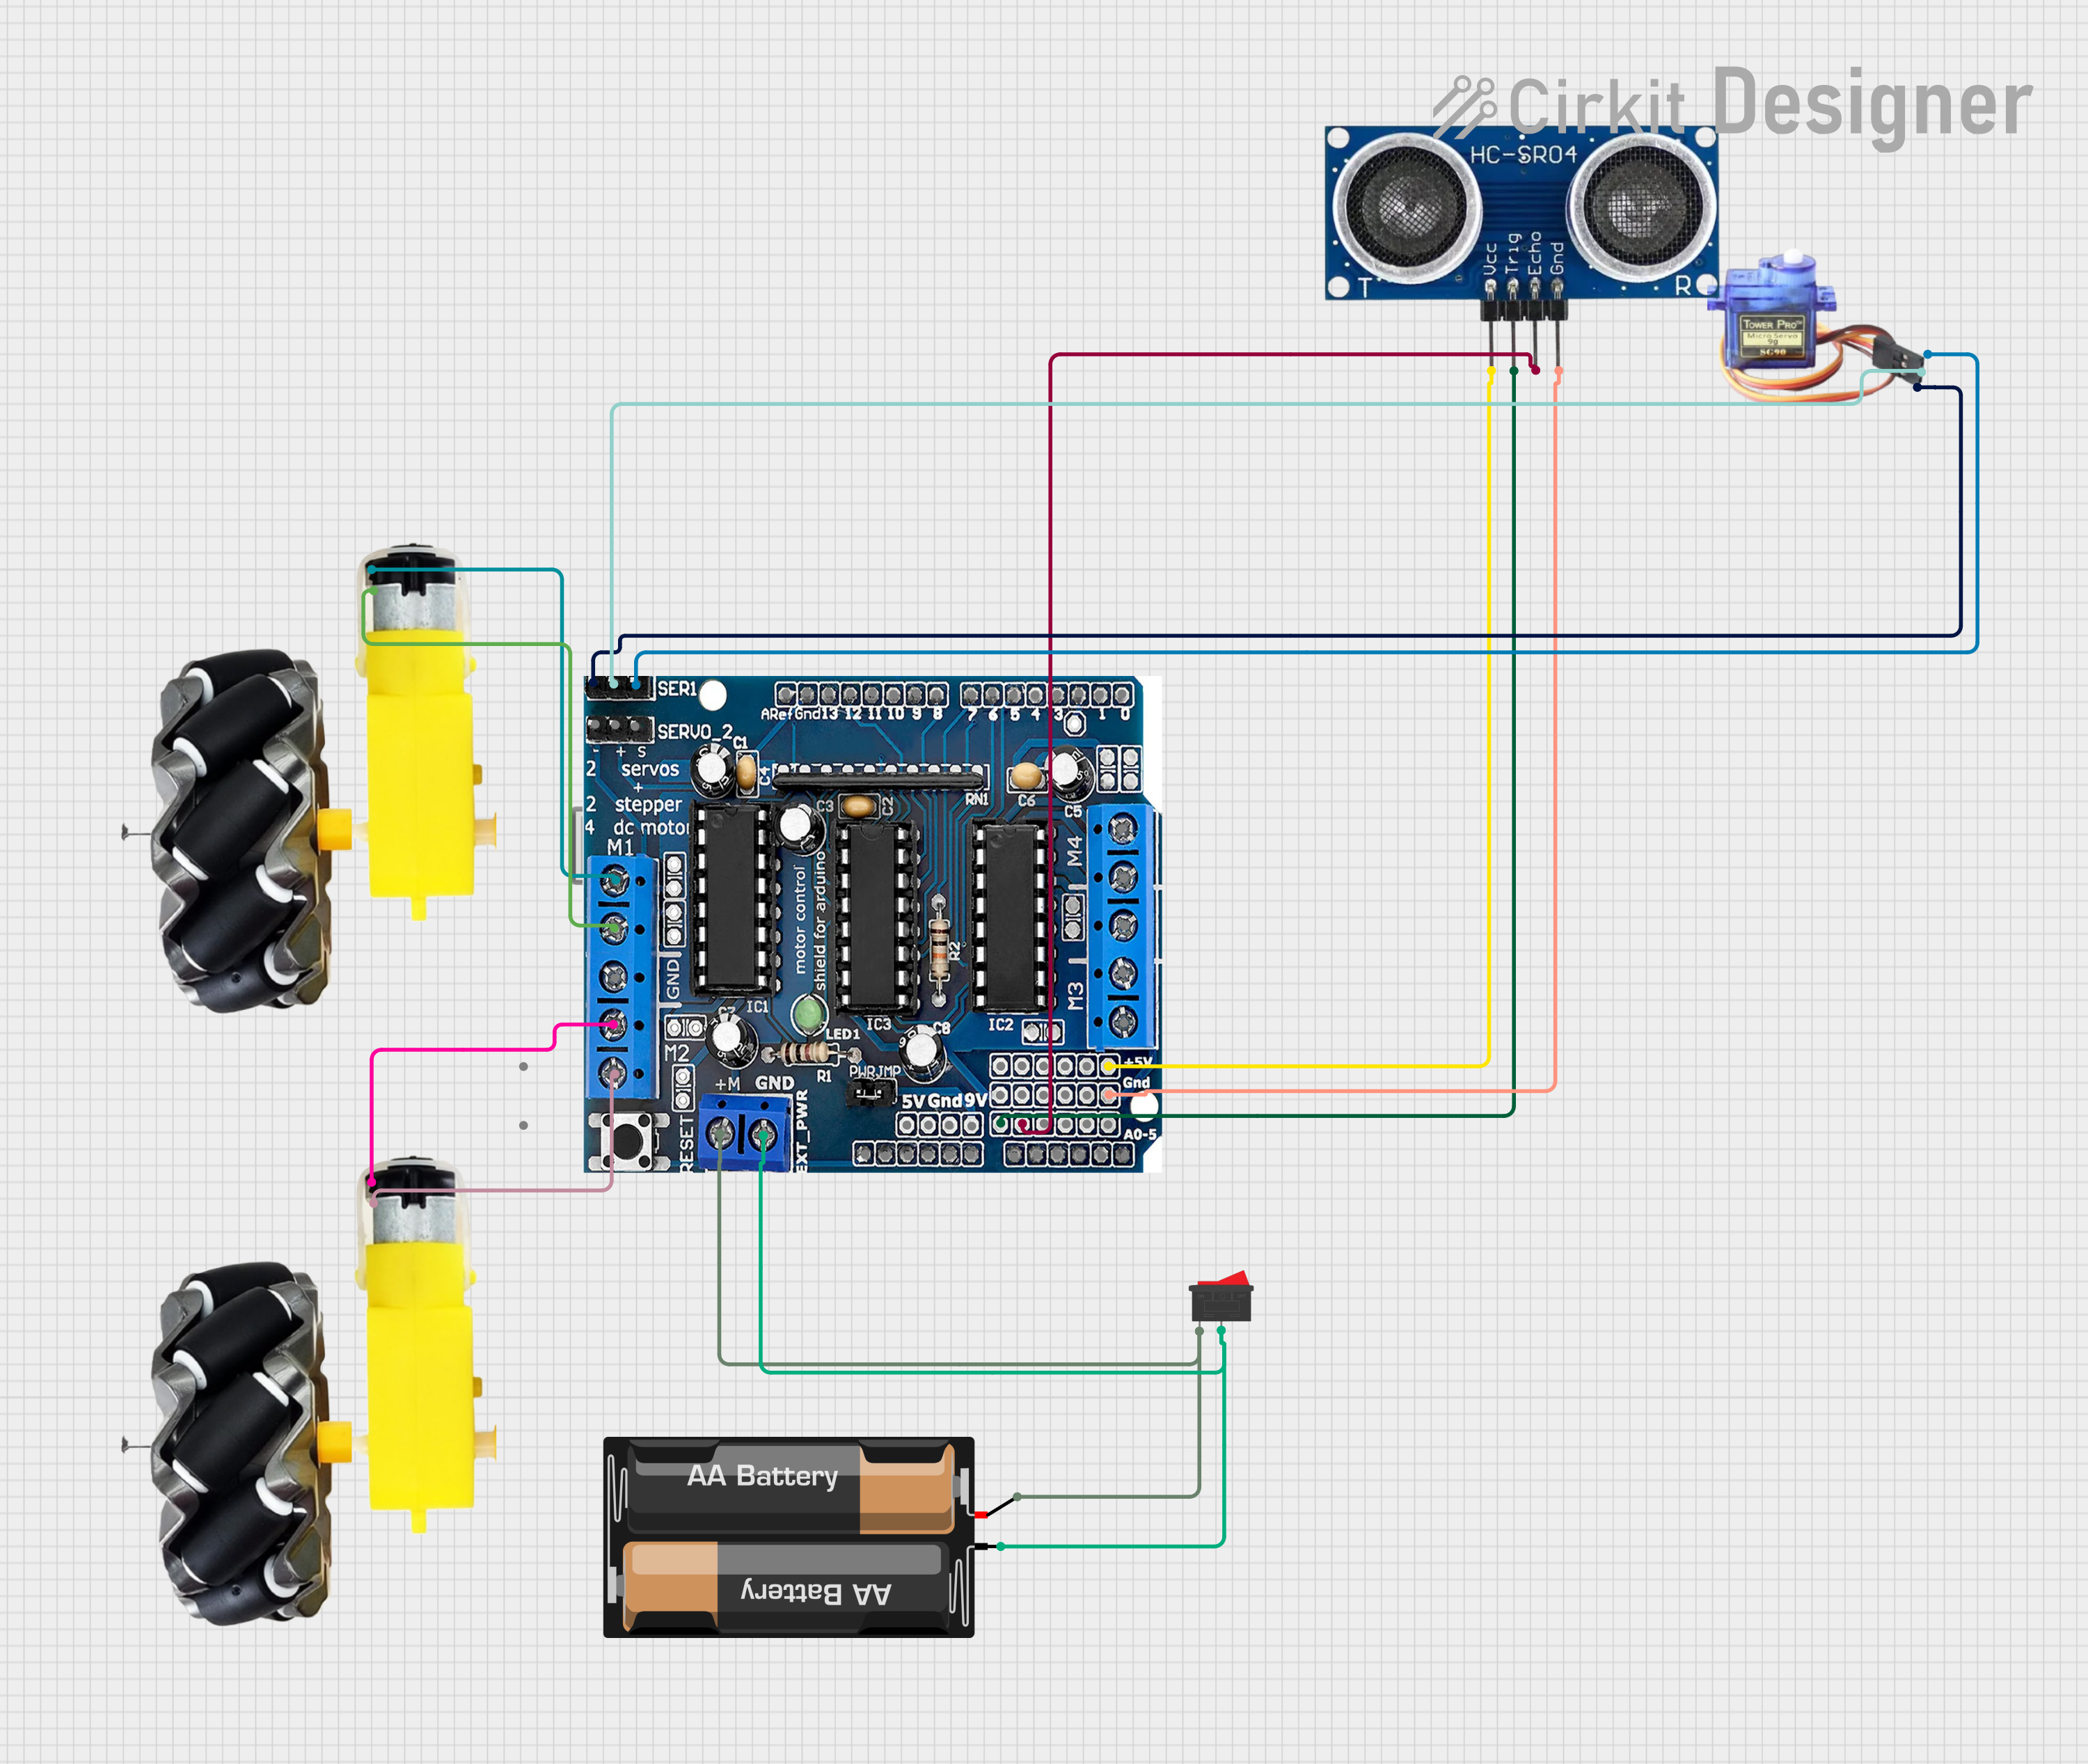 Cirkit Designer
HC-SR04
Vcc
Trig
Echo
Gnd
T
R
TOWER PRO™
Micro Servo
9g
SG90
SER1
SERVO_2
- + s
ARef Gnd 13 12 11 10 9 8
7 6 5 4 3 1 0
2 servos
+
2 stepper
4 dc motor
C1
C4
C3
C2
RN1
C6
C5
M1
GND
M2
motor control
shield for arduino
IC1
IC3
IC2
R2
M4
M3
C7
C8
LED1
R1
PWRJMP
+M GND
EXT_PWR
RESET
5V Gnd 9V
+5V
Gnd
A0-5
AA Battery
AA Battery